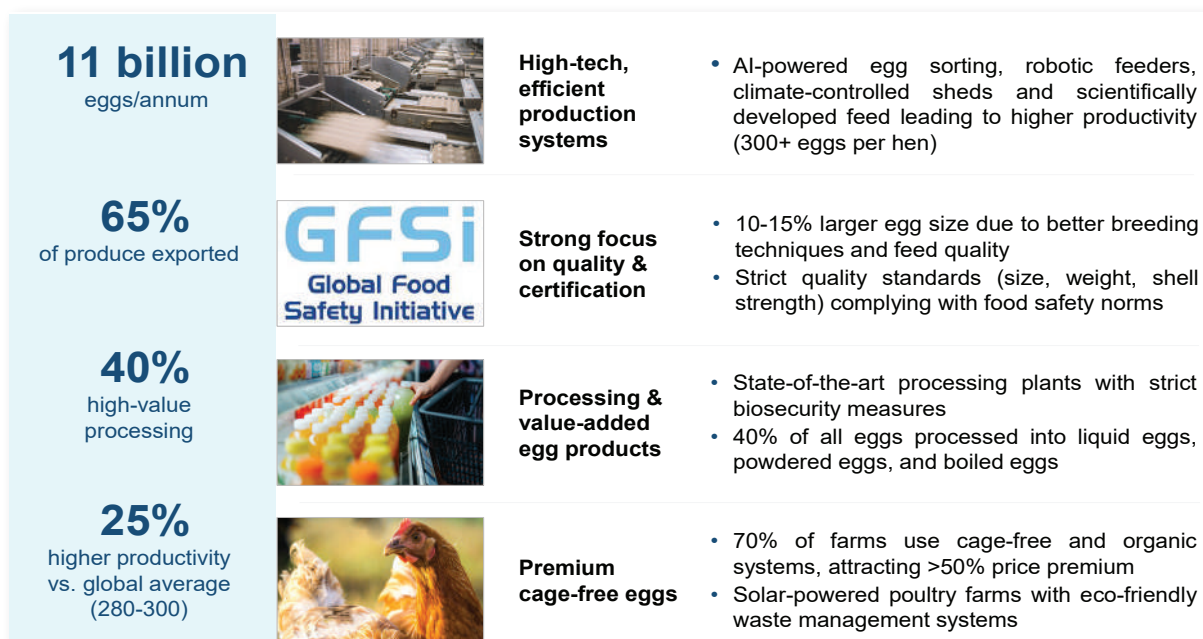 11 billion
eggs/annum
High-tech,
efficient
production
systems
• AI-powered egg sorting, robotic feeders,
climate-controlled sheds and scientifically
developed feed leading to higher productivity
(300+ eggs per hen)
65%
of produce exported
GFSi
Global Food
Safety Initiative
Strong focus
on quality &
certification
• 10-15% larger egg size due to better breeding
techniques and feed quality
• Strict quality standards (size, weight, shell
strength) complying with food safety norms
40%
high-value
processing
Processing &
value-added
egg products
• State-of-the-art processing plants with strict
biosecurity measures
• 40% of all eggs processed into liquid eggs,
powdered eggs, and boiled eggs
25%
higher productivity
vs. global average
(280-300)
Premium
cage-free eggs
• 70% of farms use cage-free and organic
systems, attracting >50% price premium
• Solar-powered poultry farms with eco-friendly
waste management systems